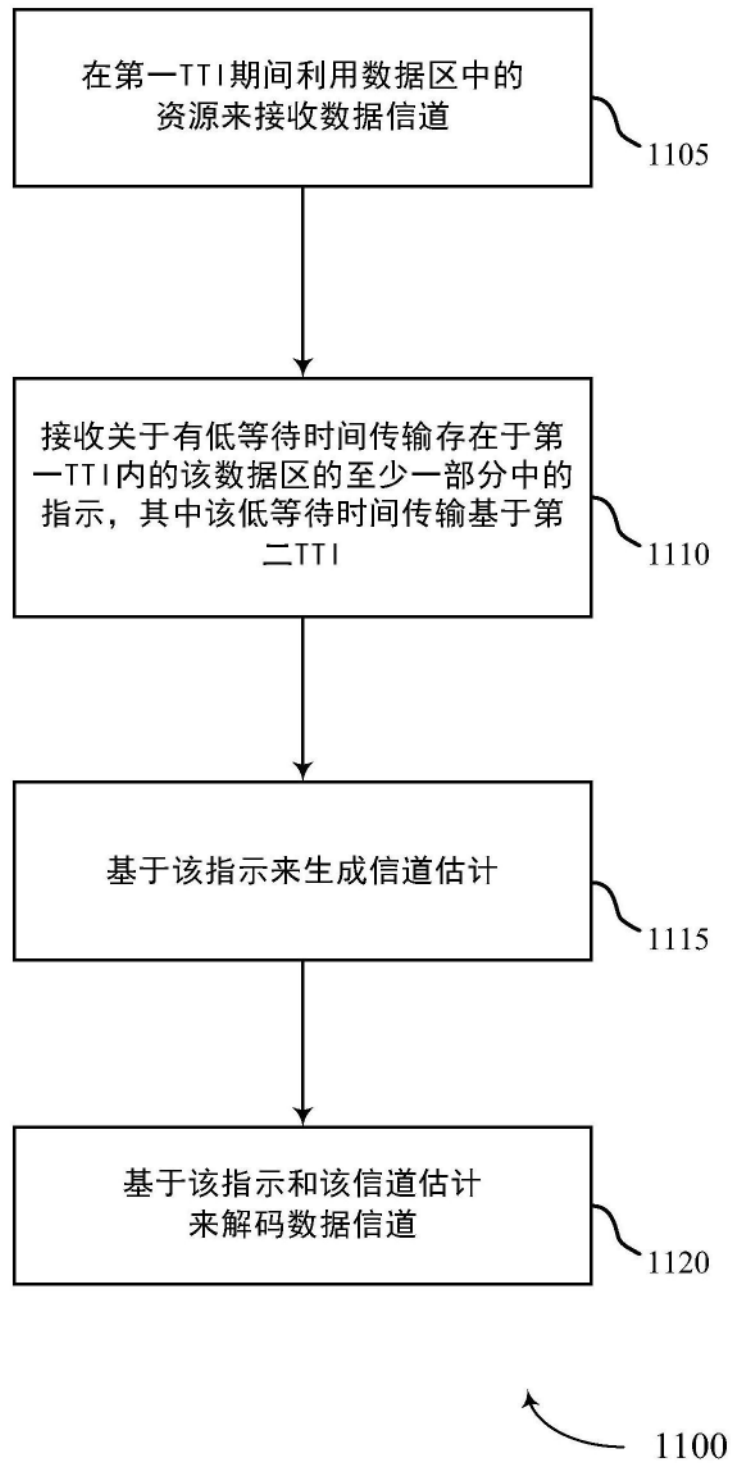 在第一TTI期间利用数据区中的
资源来接收数据信道
1105
接收关于有低等待时间传输存在于第
一TTI内的该数据区的至少一部分中的
指示，其中该低等待时间传输基于第
二TTI
1110
基于该指示来生成信道估计
1115
基于该指示和该信道估计
来解码数据信道
1120
1100